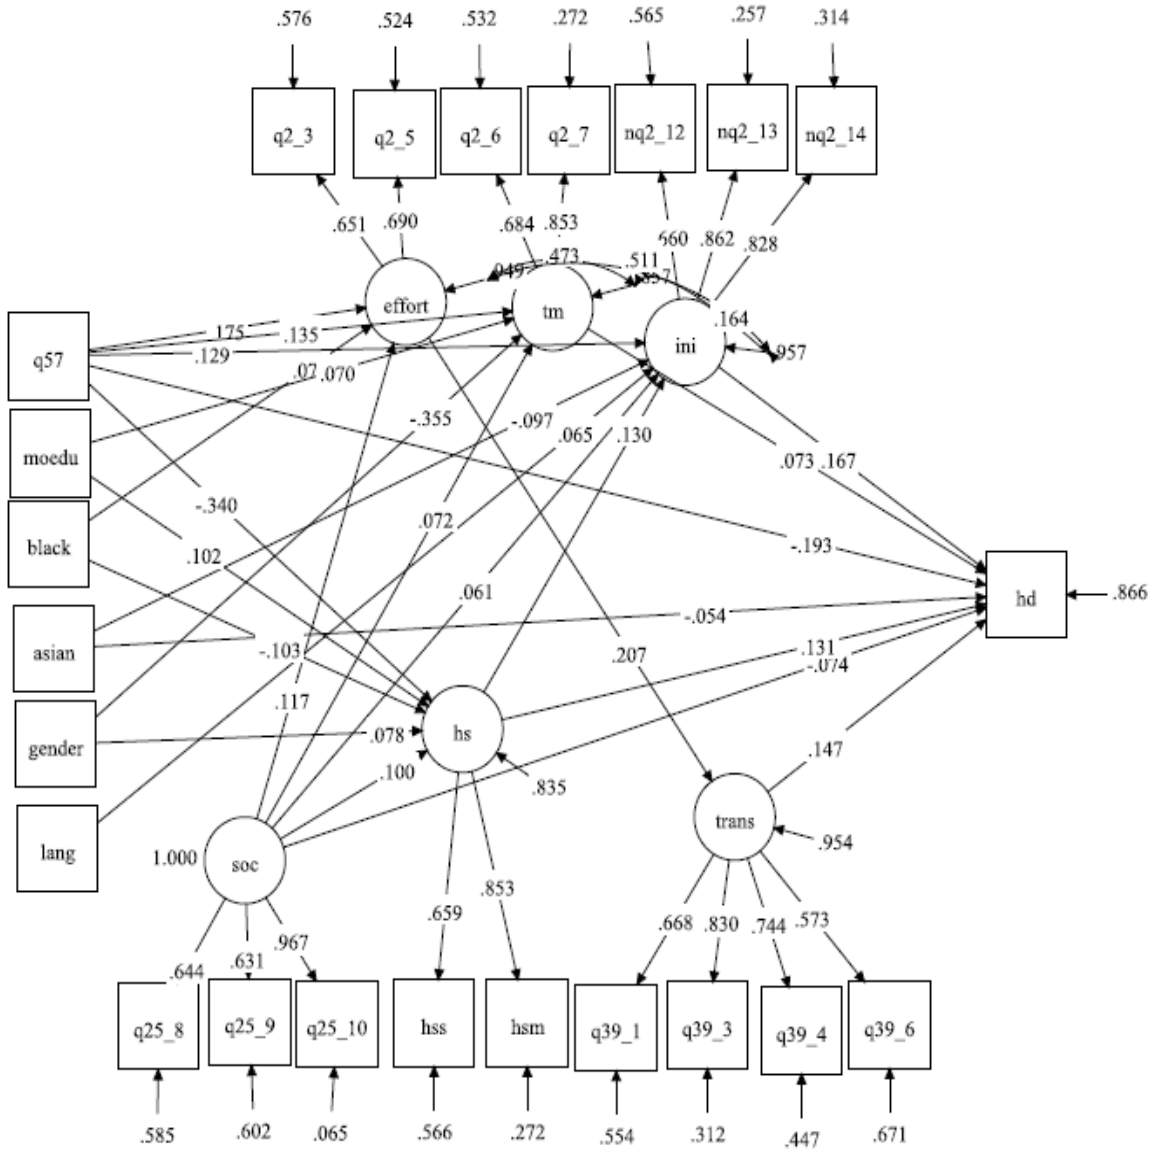 .576
.524
.532
.272
.565
.257
.314
q2_3
q2_5
q2_6
q2_7
nq2_12
nq2_13
nq2_14
.651
.690
.684
.853
.660
.862
.828
.473
.511
.949
effort
tm
ini
.164
.957
q57
.175
.135
.129
.070
moedu
-.355
-.097
.065
.130
.073
.167
black
-.340
.102
.072
.061
-.193
hd
.866
asian
-.103
-.054
.207
.131
-.074
gender
.117
.078
hs
.100
.835
.147
lang
1.000
soc
trans
.954
.853
.659
.644
.631
.967
.668
.830
.744
.573
q25_8
q25_9
q25_10
hss
hsm
q39_1
q39_3
q39_4
q39_6
.585
.602
.065
.566
.272
.554
.312
.447
.671